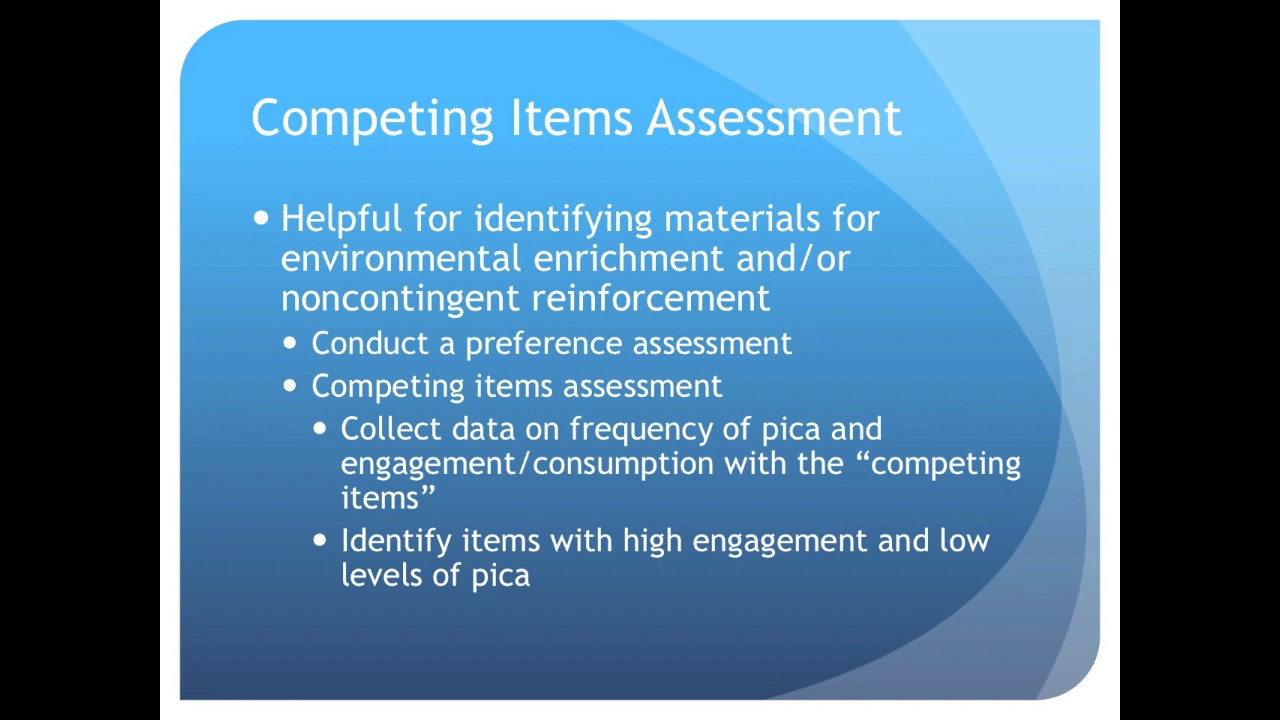 Competing Items Assessment
• Helpful for identifying materials for
environmental enrichment and/or
noncontingent reinforcement
• Conduct a preference assessment
• Competing items assessment
• Collect data on frequency of pica and
engagement/consumption with the “competing
items”
• Identify items with high engagement and low
levels of pica